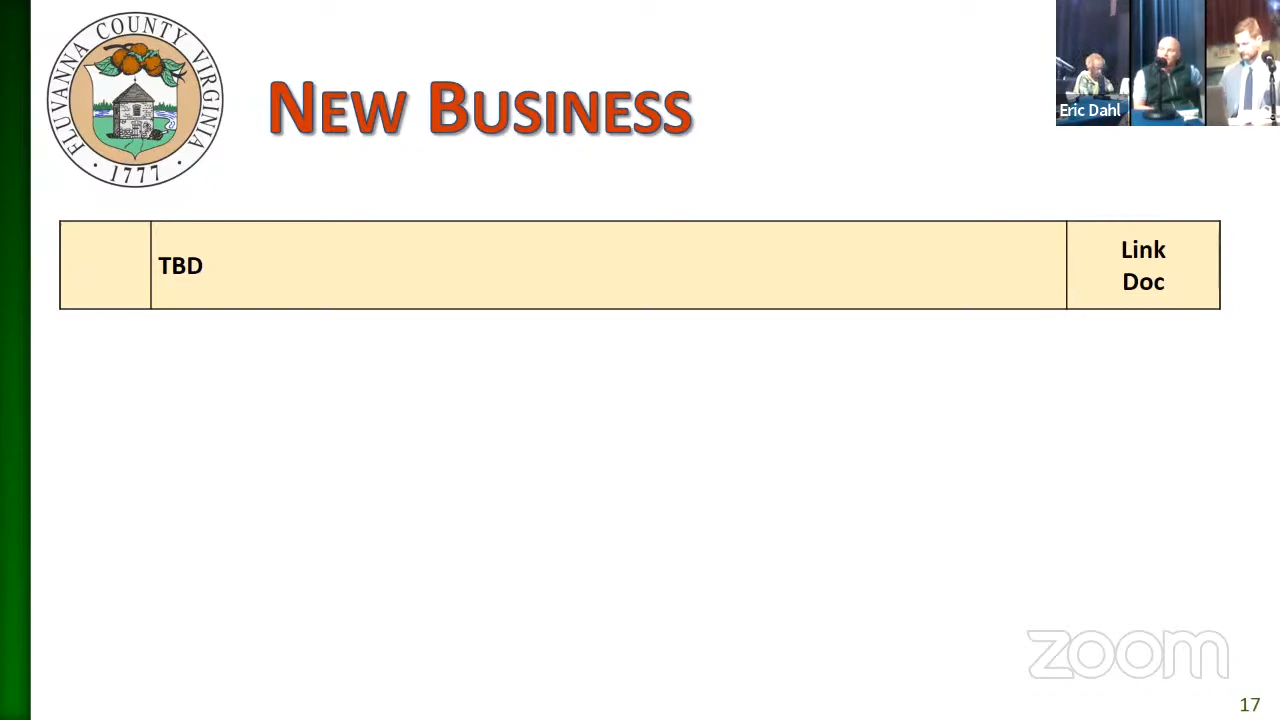 FLUVANNA COUNTY VIRGINIA
• 1777 •
NEW BUSINESS
Eric Dahl
TBD
Link
Doc
zoom
17